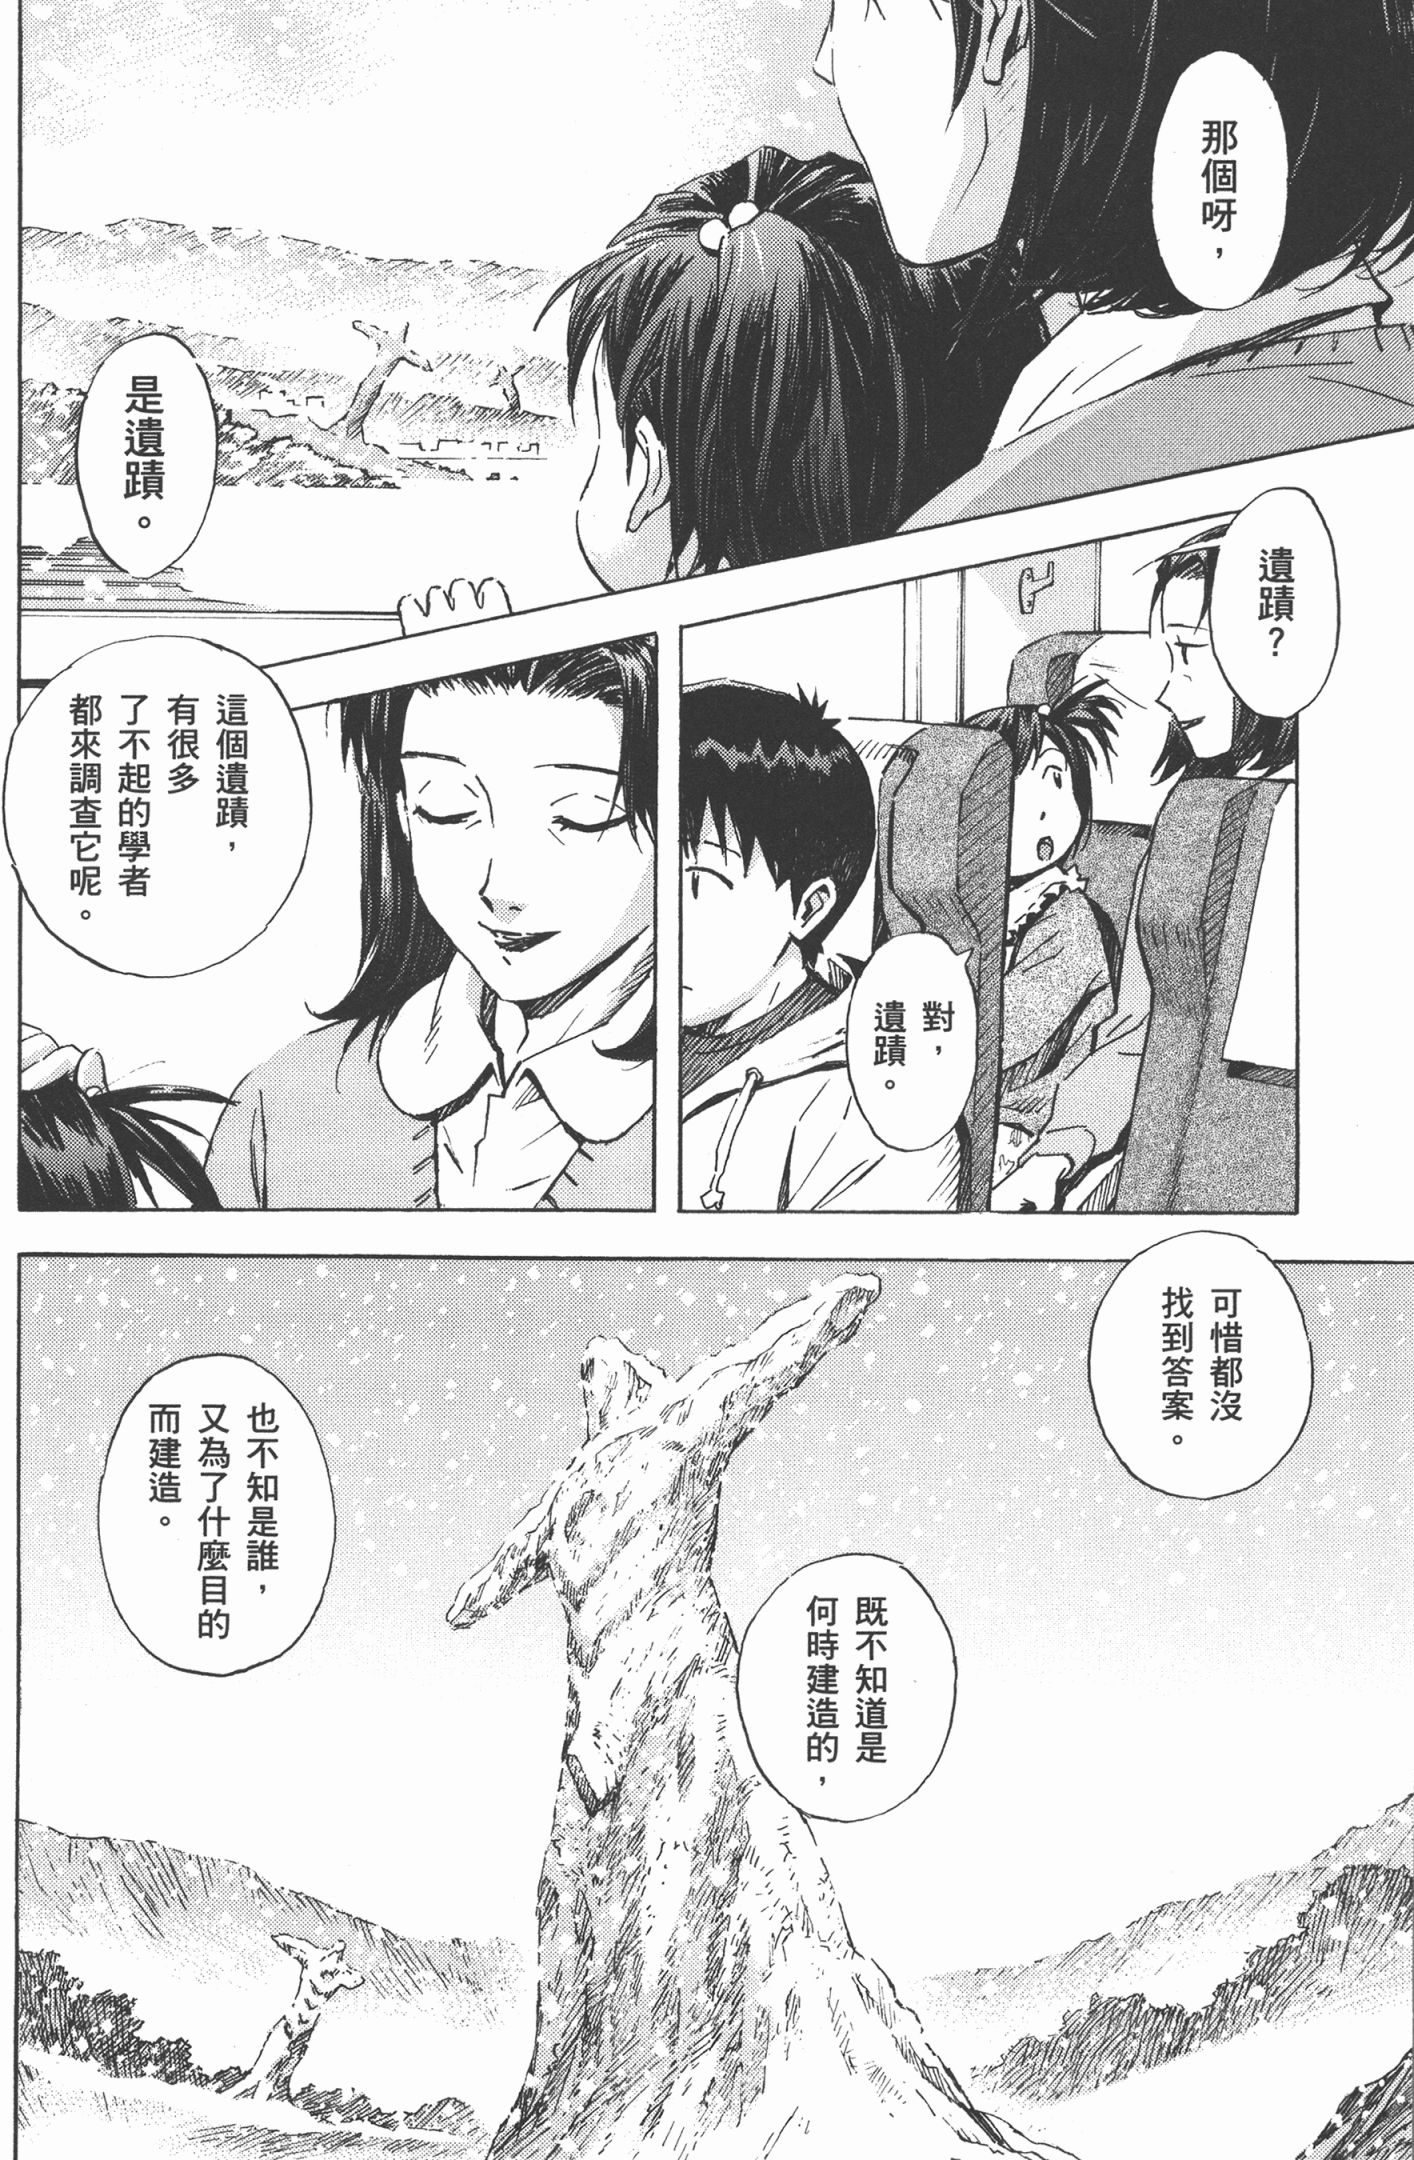 那個呀，
是遺蹟。
遺蹟？
對，
遺蹟。
這個遺蹟，
有很多
了不起的學者
都來調查它呢。
可惜都沒
找到答案。
既不知道是
何時建造的，
也不知是誰，
又為了什麼目的
而建造。